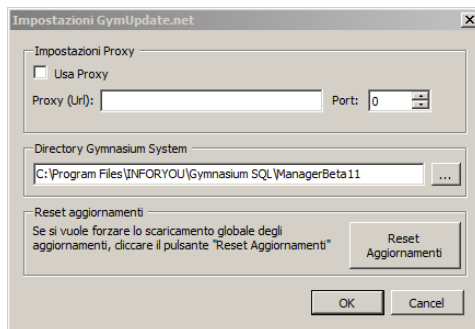 Impostazioni GymUpdate.net
Impostazioni Proxy
Usa Proxy
Proxy (Url): Port: 0
Directory Gymnasium System
C:\Program Files\INFORYOU\Gymnasium SQL\ManagerBeta11 ...
Reset aggiornamenti
Se si vuole forzare lo scaricamento globale degli
aggiornamenti, cliccare il pulsante "Reset Aggiornamenti"
Reset
Aggiornamenti
OK Cancel